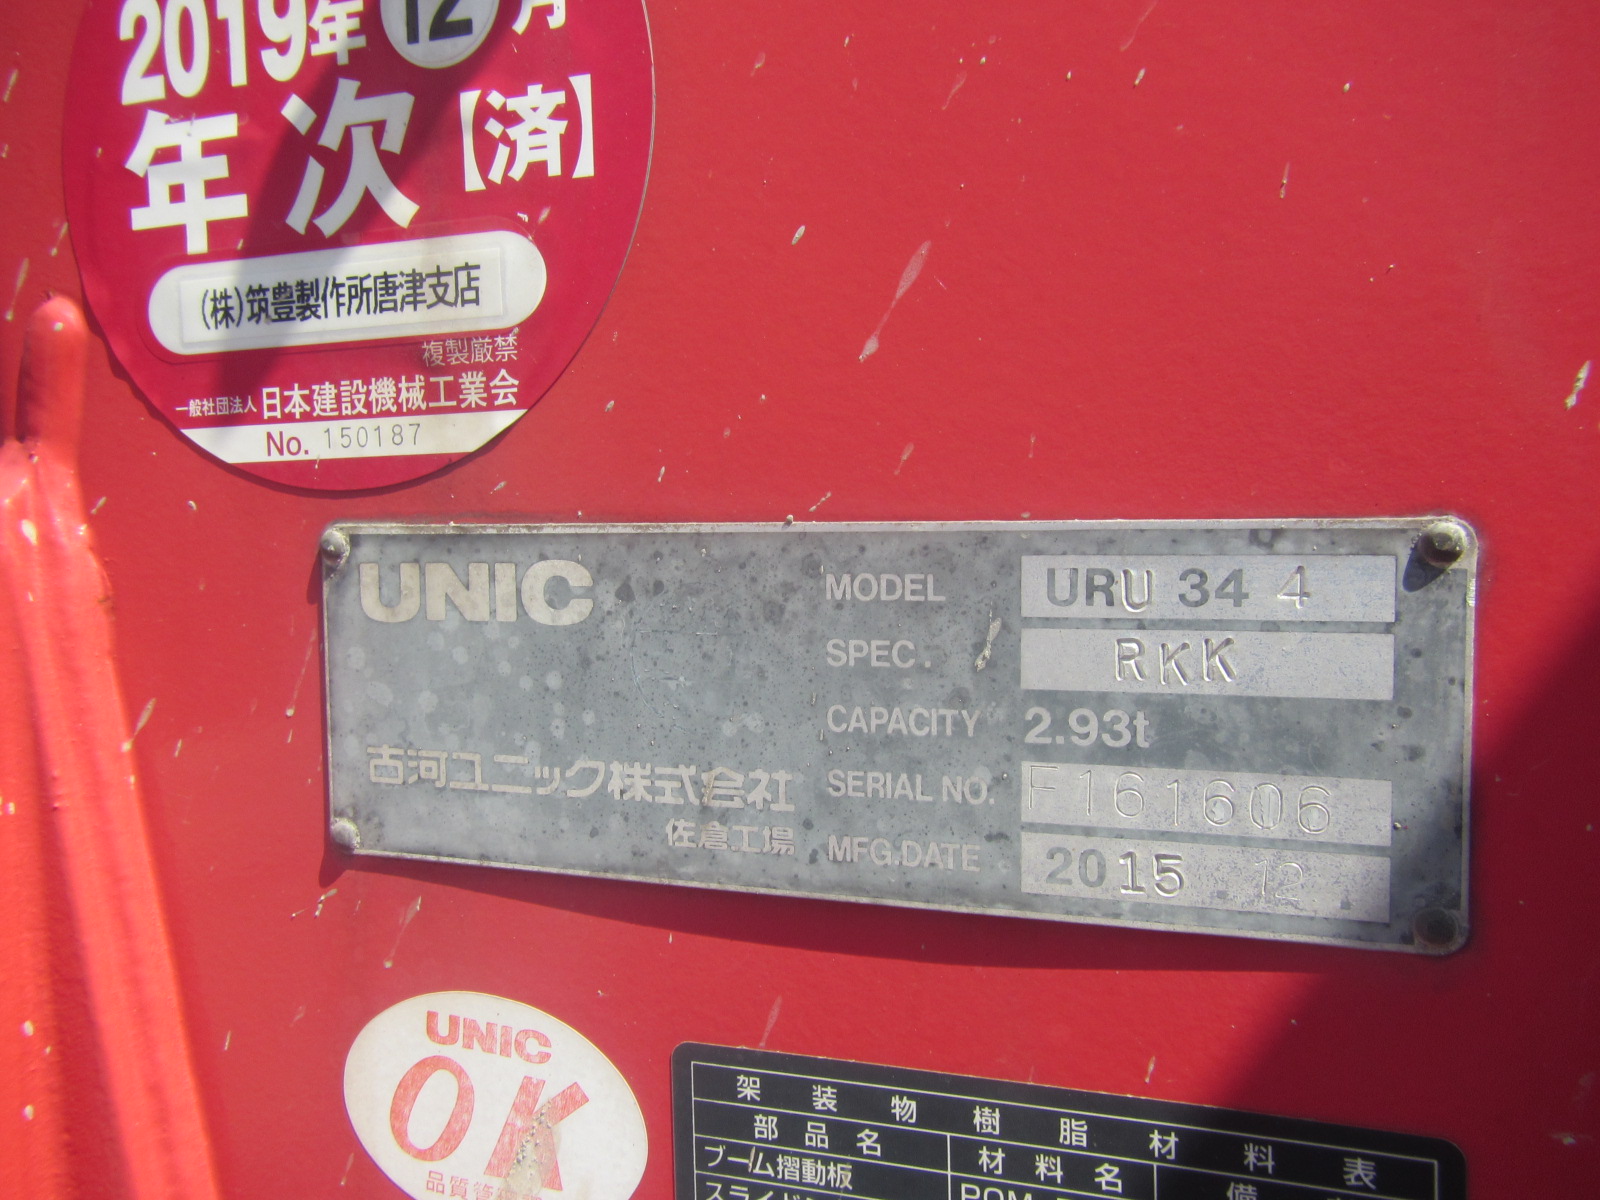 2019年 12 月
年次【済】
(株)筑豊製作所唐津支店
複製厳禁
一般社団法人 日本建設機械工業会
No. 150187
UNIC
古河ユニック株式会社
佐倉工場
MODEL URU 34 4
SPEC. RKK
CAPACITY 2.93t
SERIAL NO. F161606
MFG.DATE 2015 12
UNIC
OK
架装物樹脂材料表
部品名 材料名 備
ブーム摺動板
POM